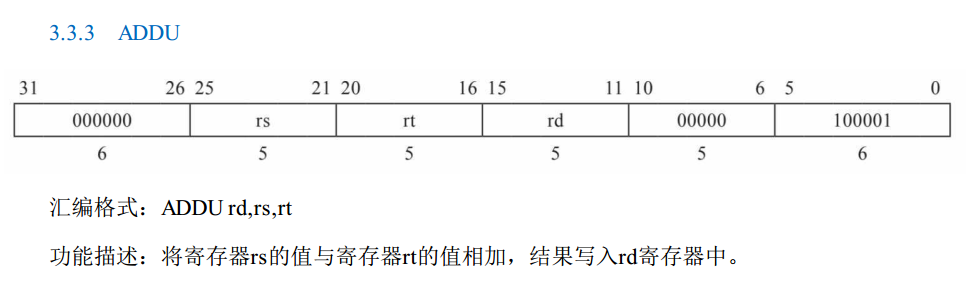 3.3.3 ADDU
31 26 25 21 20 16 15 11 10 6 5 0
000000 rs rt rd 00000 100001
6 5 5 5 5 6
汇编格式：ADDU rd,rs,rt
功能描述：将寄存器rs的值与寄存器rt的值相加，结果写入rd寄存器中。